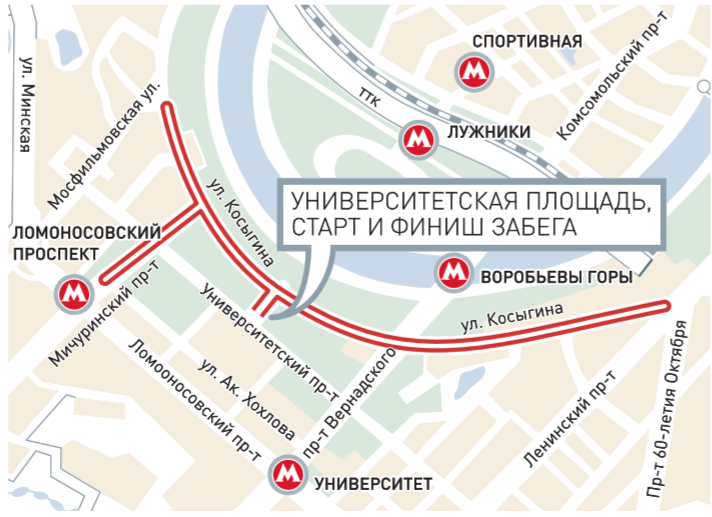 СПОРТИВНАЯ
Комсомольский пр-т
ул. Минская
ТТК
ЛУЖНИКИ
Мосфильмовская ул.
УНИВЕРСИТЕТСКАЯ ПЛОЩАДЬ,
СТАРТ И ФИНИШ ЗАБЕГА
ул. Косыгина
ЛОМОНОСОВСКИЙ
ПРОСПЕКТ
ВОРОБЬЕВЫ ГОРЫ
Мичуринский пр-т
Университетский пр-т
ул. Косыгина
Ломооносовский пр-т
ул. Ак. Хохлова
пр-т Вернадского
Ленинский пр-т
Пр-т 60-летия Октября
УНИВЕРСИТЕТ